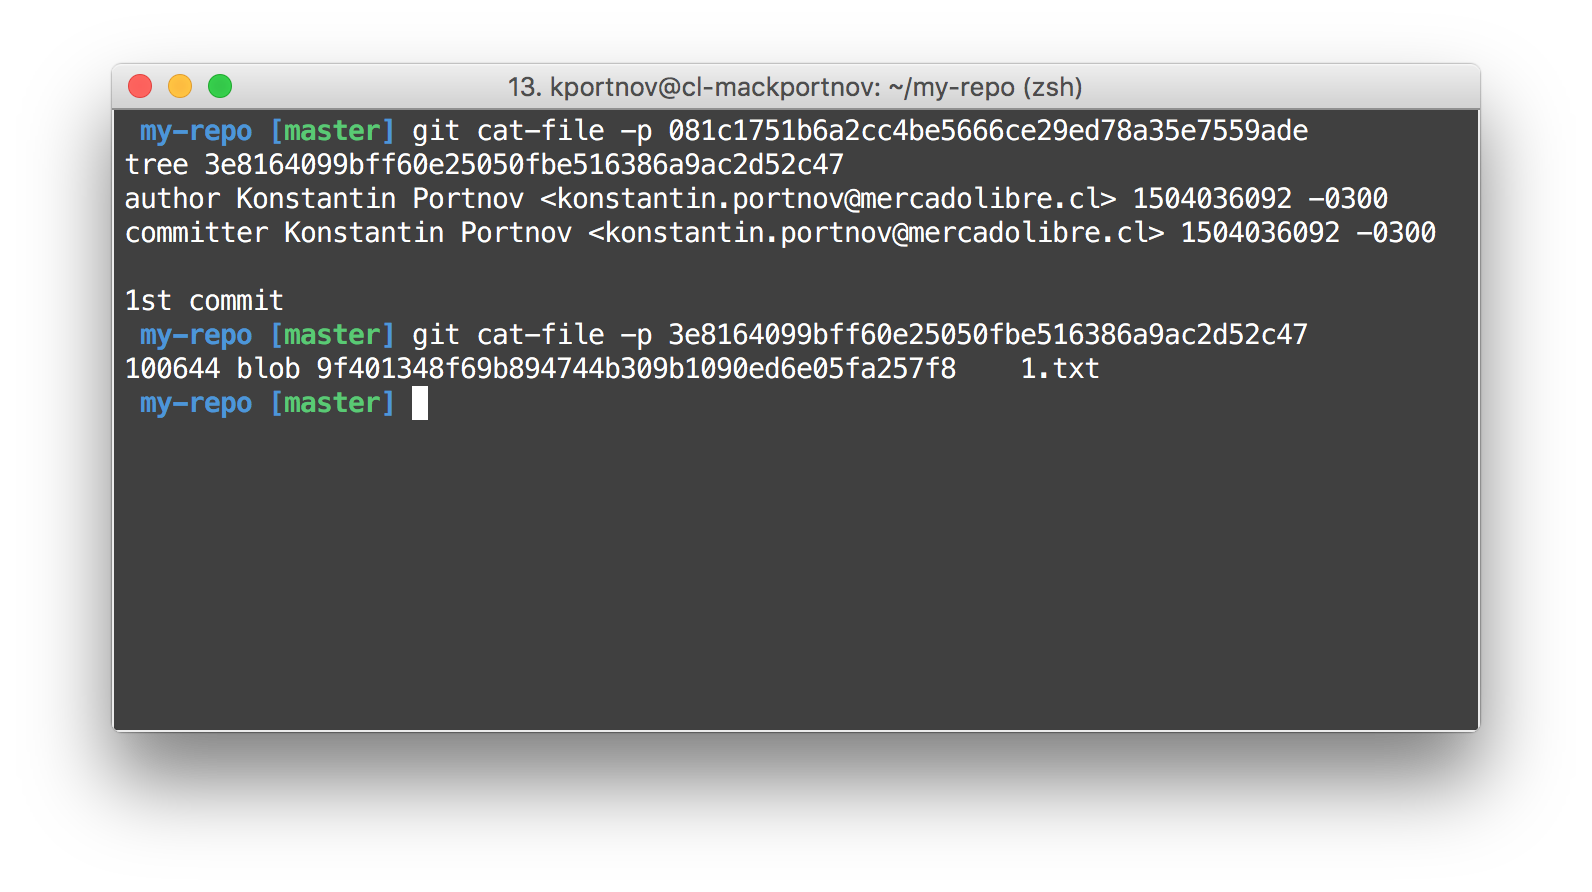 13. kportnov@cl-mackportnov: ~/my-repo (zsh)
my-repo [master] git cat-file -p 081c1751b6a2cc4be5666ce29ed78a35e7559ade
tree 3e8164099bff60e25050fbe516386a9ac2d52c47
author Konstantin Portnov <konstantin.portnov@mercadolibre.cl> 1504036092 -0300
committer Konstantin Portnov <konstantin.portnov@mercadolibre.cl> 1504036092 -0300
1st commit
my-repo [master] git cat-file -p 3e8164099bff60e25050fbe516386a9ac2d52c47
100644 blob 9f401348f69b894744b309b1090ed6e05fa257f8    1.txt
my-repo [master]